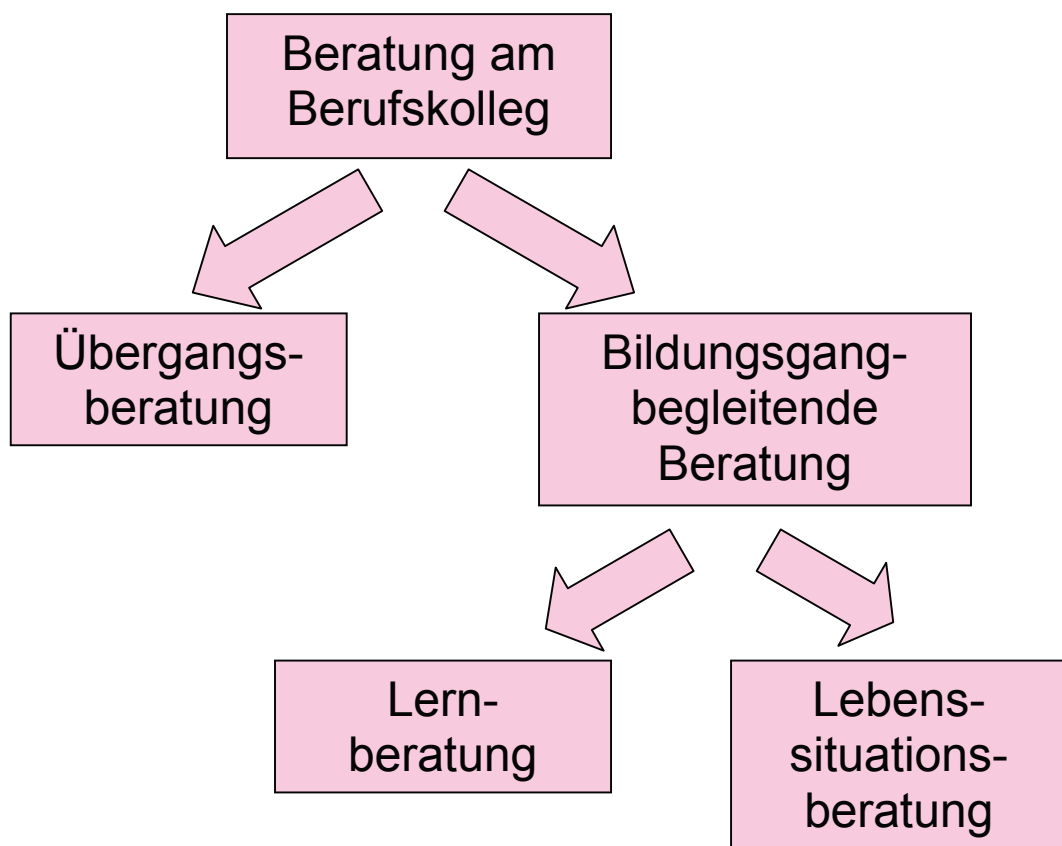 Beratung am
Berufskolleg
Übergangs-
beratung
Bildungsgang-
begleitende
Beratung
Lern-
beratung
Lebens-
situations-
beratung